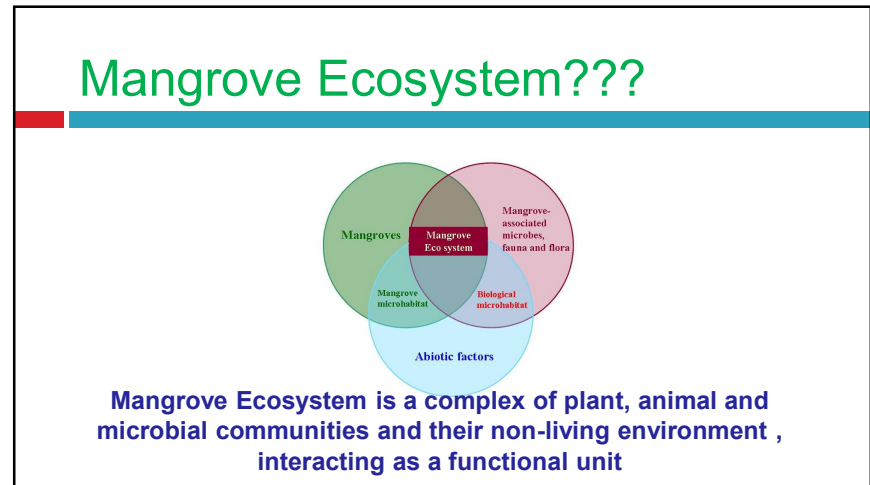 Mangrove Ecosystem???
Mangroves
Mangrove
Eco system
Mangrove-
associated
microbes,
fauna and flora
Mangrove
microhabitat
Biological
microhabitat
Abiotic factors
Mangrove Ecosystem is a complex of plant, animal and
microbial communities and their non-living environment ,
interacting as a functional unit